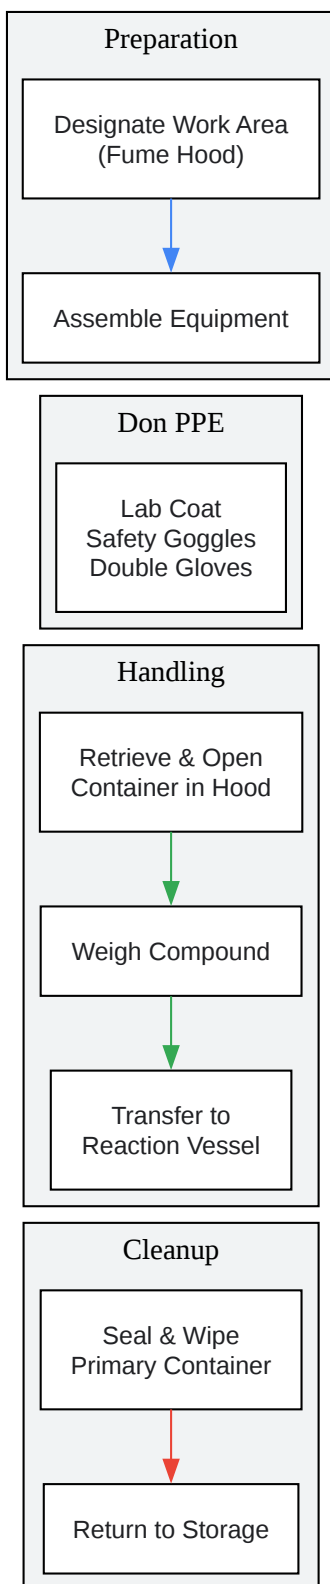 Preparation
Designate Work Area
(Fume Hood)
Assemble Equipment
Don PPE
Lab Coat
Safety Goggles
Double Gloves
Handling
Retrieve & Open
Container in Hood
Weigh Compound
Transfer to
Reaction Vessel
Cleanup
Seal & Wipe
Primary Container
Return to Storage